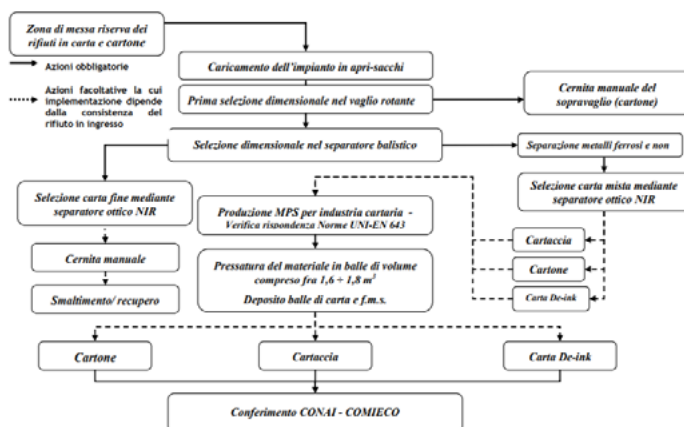 Zona di messa riserva dei
rifiuti in carta e cartone
Azioni obbligatorie
Azioni facoltative la cui
implementazione dipende
dalla consistenza del
rifiuto in ingresso
Caricamento dell'impianto in apri-sacchi
Prima selezione dimensionale nel vaglio rotante
Cernita manuale del
sopravaglio (cartone)
Selezione dimensionale nel separatore balistico
Separazione metalli ferrosi e non
Selezione carta fine mediante
separatore ottico NIR
Produzione MPS per industria cartaria -
Verifica rispondenza Norme UNI-EN 643
Selezione carta mista mediante
separatore ottico NIR
Cernita manuale
Smaltimento/ recupero
Pressatura del materiale in balle di volume
compreso fra 1,6 ÷ 1,8 m³
Deposito balle di carta e f.m.s.
Cartaccia
Cartone
Carta De-ink
Cartone
Cartaccia
Carta De-ink
Conferimento CONAI - COMIECO